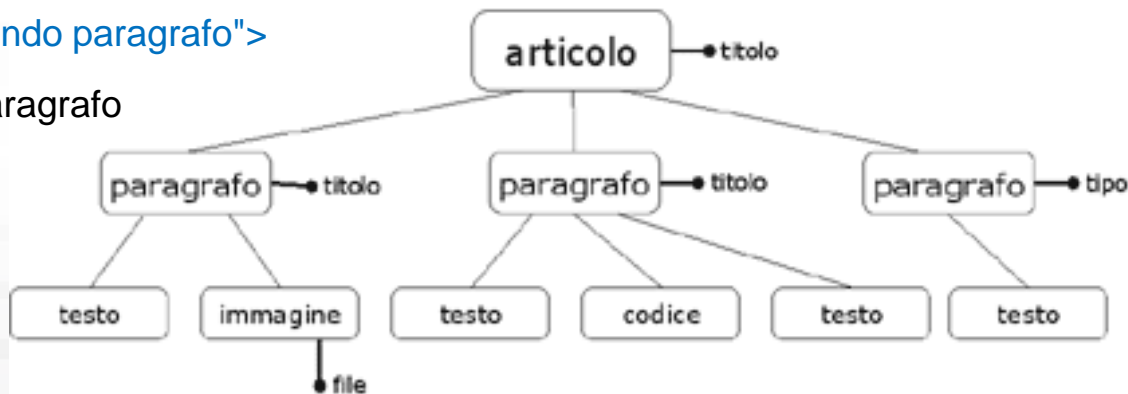 ndo paragrafo">
aragrafo
articolo titolo
paragrafo titolo paragrafo titolo paragrafo tipo
testo immagine testo codice testo testo
file